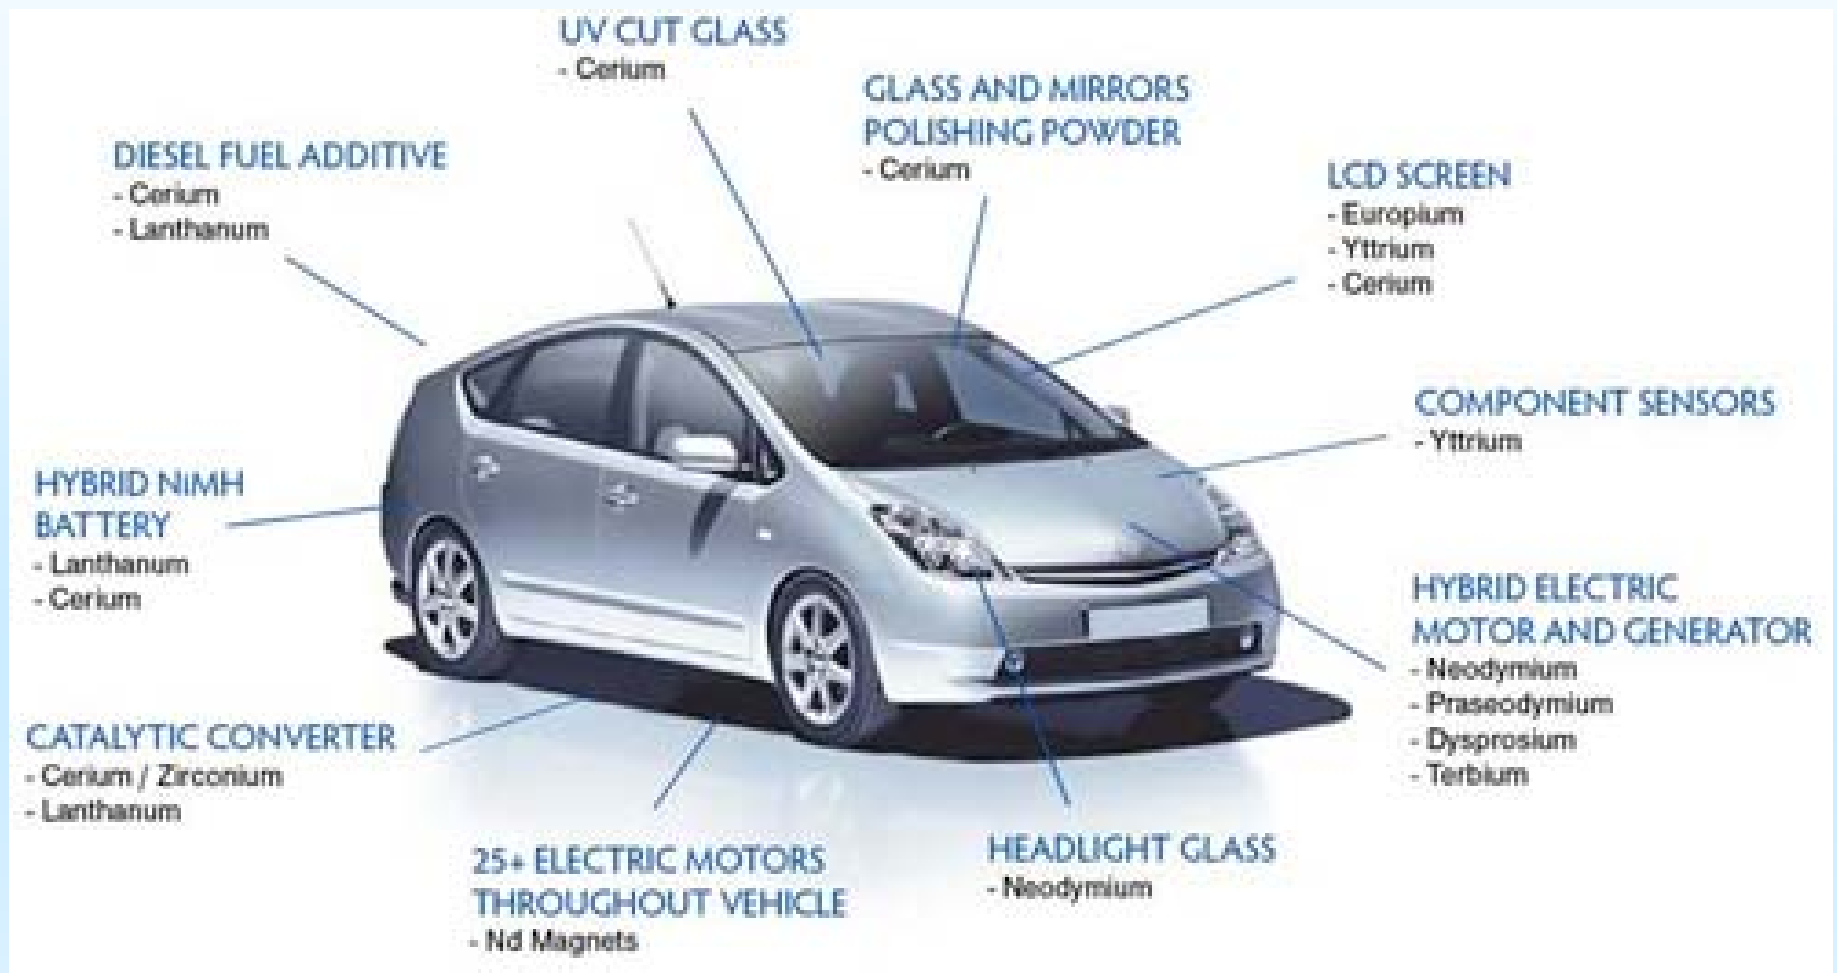 UV CUT GLASS
- Cerium
GLASS AND MIRRORS
POLISHING POWDER
- Cerium
DIESEL FUEL ADDITIVE
- Cerium
- Lanthanum
LCD SCREEN
- Europium
- Yttrium
- Cerium
COMPONENT SENSORS
- Yttrium
HYBRID NiMH
BATTERY
- Lanthanum
- Cerium
HYBRID ELECTRIC
MOTOR AND GENERATOR
- Neodymium
- Praseodymium
- Dysprosium
- Terbium
CATALYTIC CONVERTER
- Cerium / Zirconium
- Lanthanum
25+ ELECTRIC MOTORS
THROUGHOUT VEHICLE
- Nd Magnets
HEADLIGHT GLASS
- Neodymium